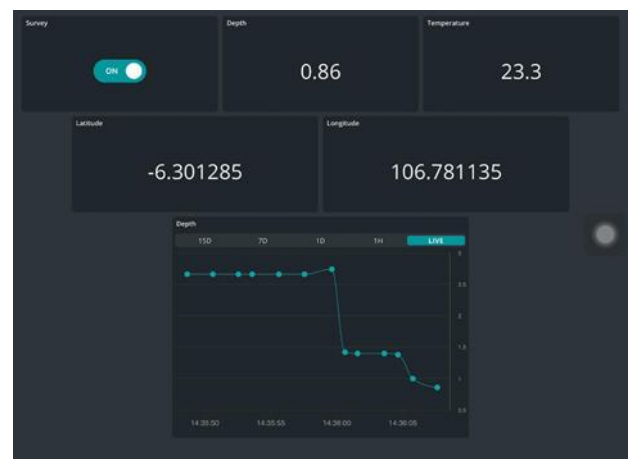 Survey
Depth
Temperature
ON
0.86
23.3
Latitude
Longitude
-6.301285
106.781135
Depth
15D 7D 1D 1H LIVE
3
2.5
2
1.5
1
0.5
14:35:50 14:35:55 14:36:00 14:36:05